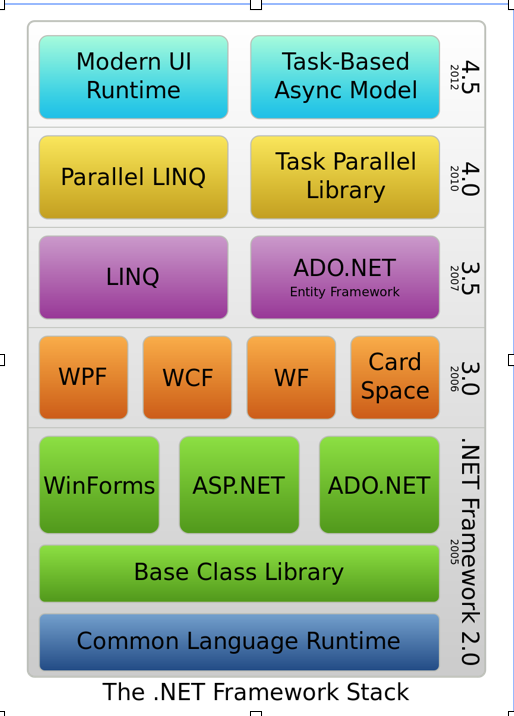 Modern UI
Runtime
Task-Based
Async Model
4.5
2012
Parallel LINQ
Task Parallel
Library
4.0
2010
LINQ
ADO.NET
Entity Framework
3.5
2007
WPF
WCF
WF
Card
Space
3.0
2006
WinForms
ASP.NET
ADO.NET
Base Class Library
Common Language Runtime
.NET Framework 2.0
2005
The .NET Framework Stack